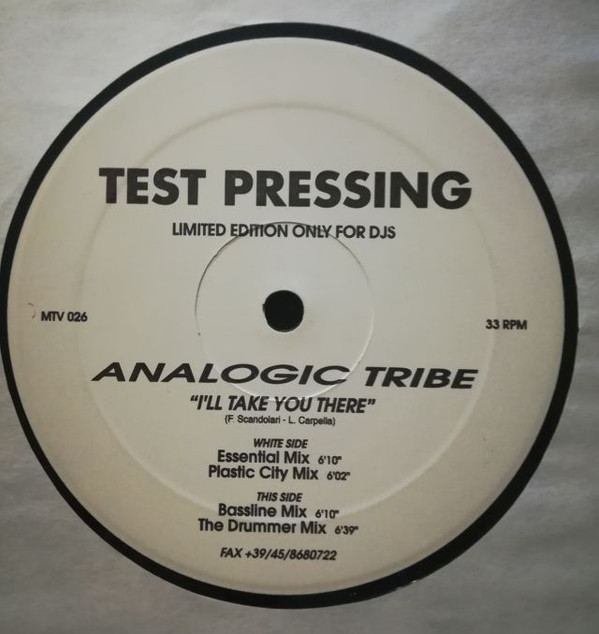 TEST PRESSING
LIMITED EDITION ONLY FOR DJS
MTV 026
33 RPM
ANALOGIC TRIBE
"I'LL TAKE YOU THERE"
(F. Scandolari - L. Carpella)
WHITE SIDE
Essential Mix 6'10"
Plastic City Mix 6'02"
THIS SIDE
Bassline Mix 6'10"
The Drummer Mix 6'39"
FAX +39/45/8680722